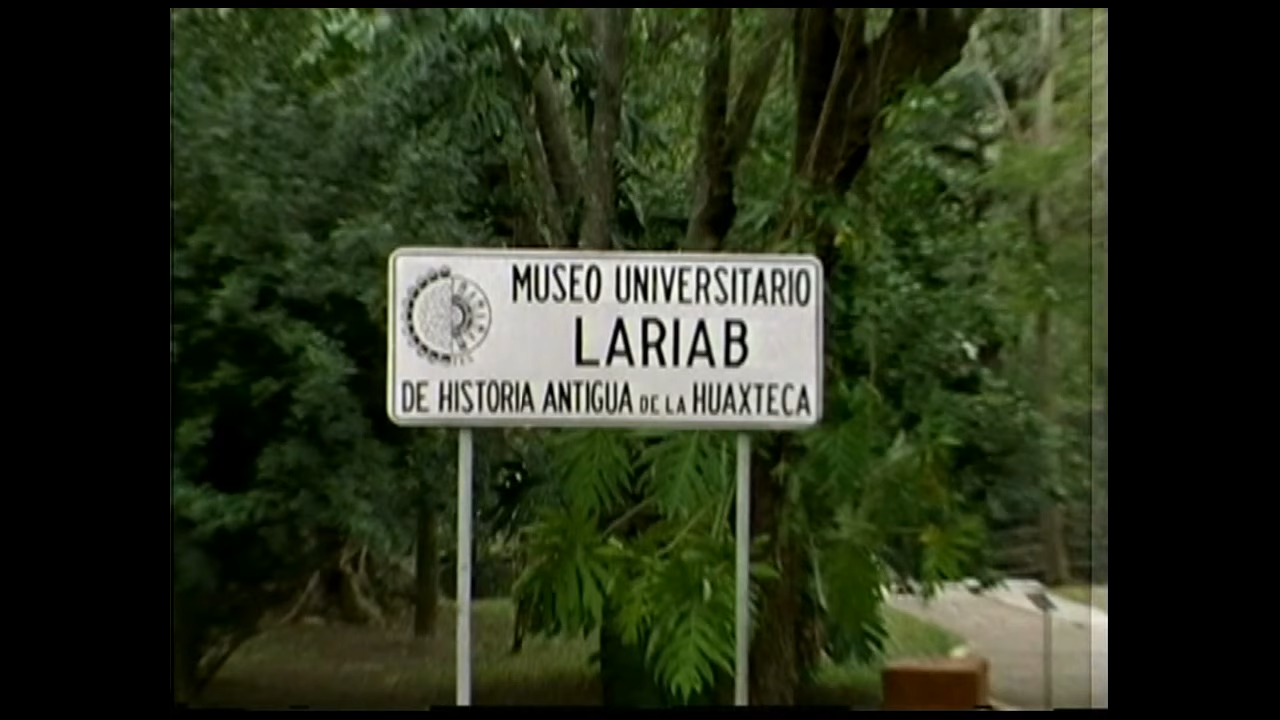 MUSEO UNIVERSITARIO
LARIAB
DE HISTORIA ANTIGUA DE LA HUAXTECA